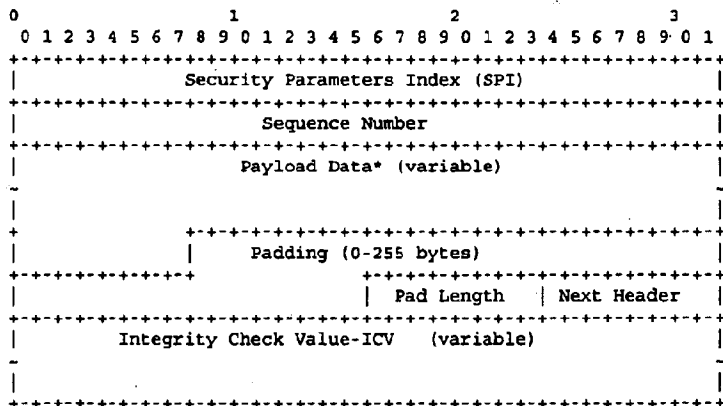 0 1 2 3
0 1 2 3 4 5 6 7 8 9 0 1 2 3 4 5 6 7 8 9 0 1 2 3 4 5 6 7 8 9 0 1
Security Parameters Index (SPI)
Sequence Number
Payload Data* (variable)
Padding (0-255 bytes)
Pad Length | Next Header
Integrity Check Value-ICV (variable)